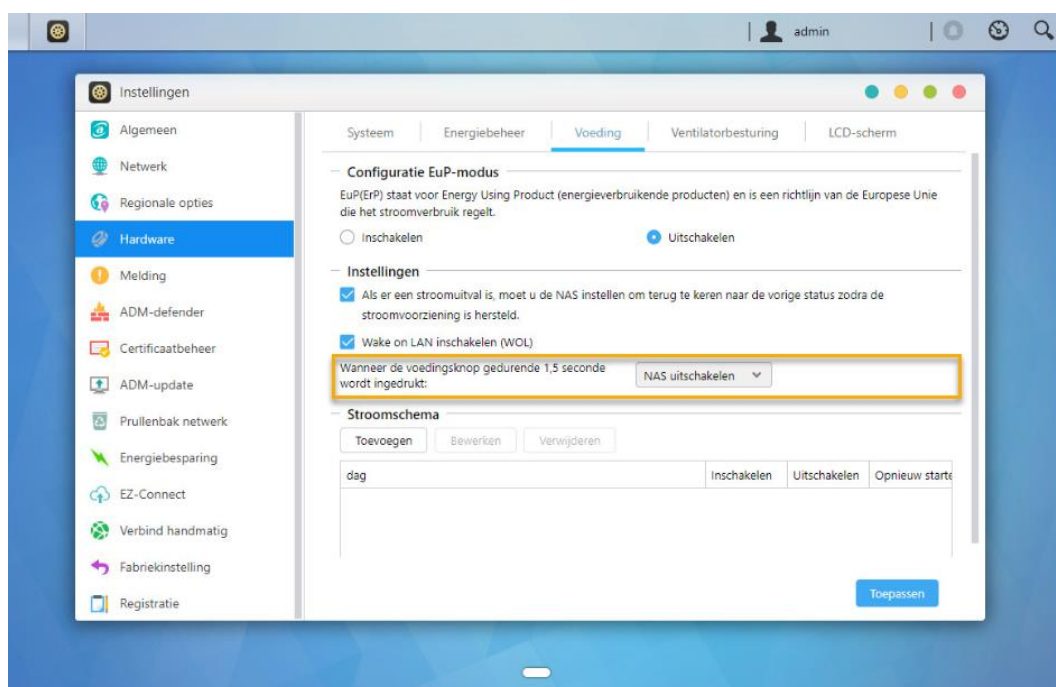 admin
Instellingen
Algemeen
Netwerk
Regionale opties
Hardware
Melding
ADM-defender
Certificaatbeheer
ADM-update
Prullenbak netwerk
Energiebesparing
EZ-Connect
Verbind handmatig
Fabriekinstelling
Registratie
Systeem Energiebeheer Voeding Ventilatorbesturing LCD-scherm
Configuratie EuP-modus
EuP(ErP) staat voor Energy Using Product (energieverbruikende producten) en is een richtlijn van de Europese Unie
die het stroomverbruik regelt.
Inschakelen Uitschakelen
Instellingen
Als er een stroomuitval is, moet u de NAS instellen om terug te keren naar de vorige status zodra de
stroomvoorziening is hersteld.
Wake on LAN inschakelen (WOL)
Wanneer de voedingsknop gedurende 1,5 seconde
wordt ingedrukt:
NAS uitschakelen
Stroomschema
Toevoegen Bewerken Verwijderen
dag Inschakelen Uitschakelen Opnieuw starte
Toepassen